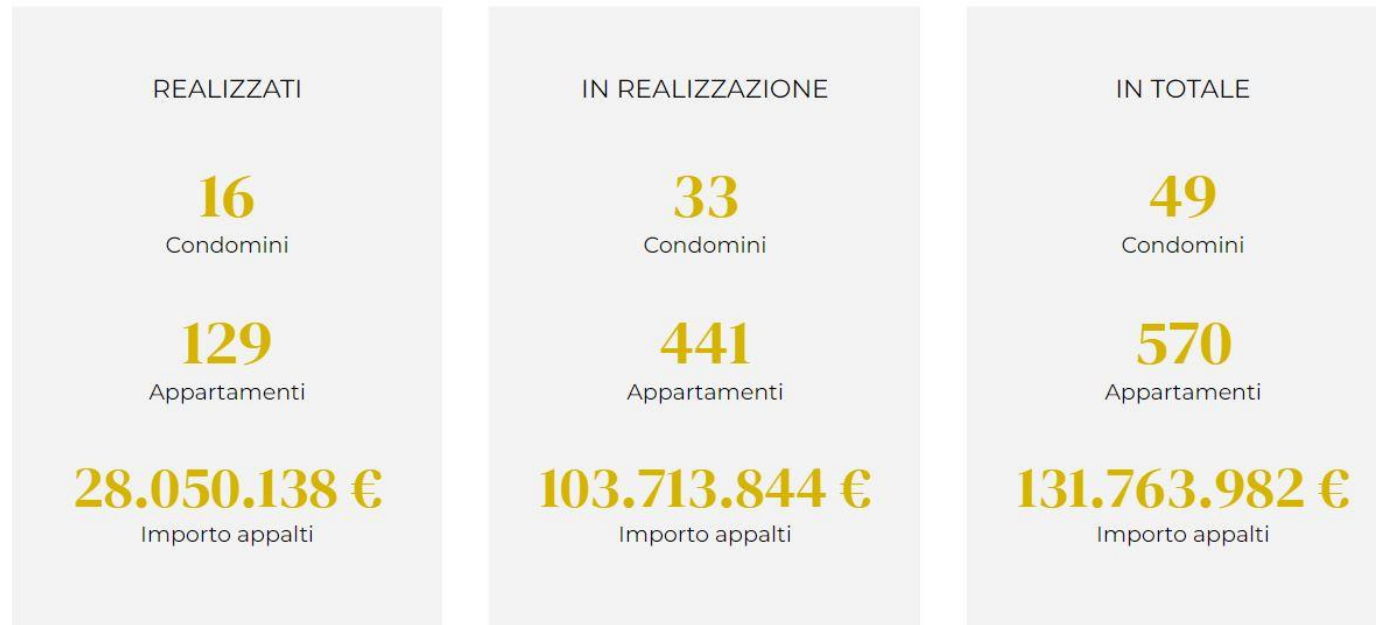 REALIZZATI
16
Condomini
129
Appartamenti
28.050.138 €
Importo appalti
IN REALIZZAZIONE
33
Condomini
441
Appartamenti
103.713.844 €
Importo appalti
IN TOTALE
49
Condomini
570
Appartamenti
131.763.982 €
Importo appalti